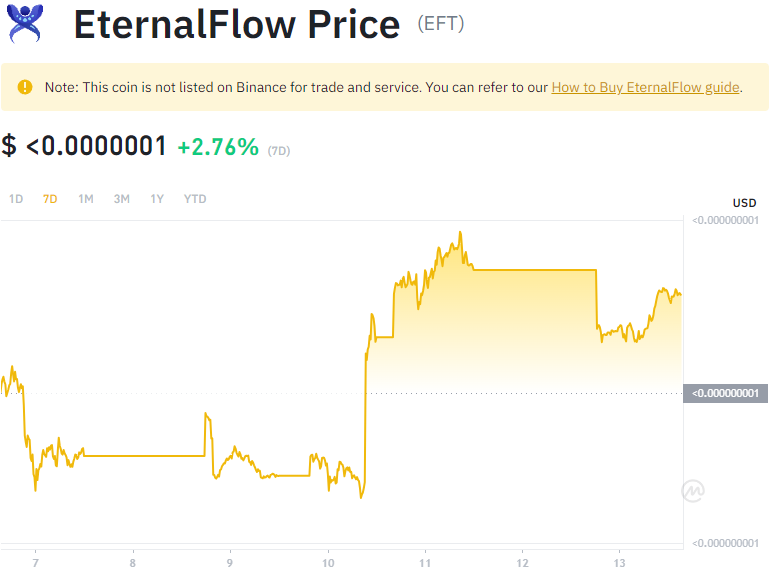 EternalFlow Price (EFT)
Note: This coin is not listed on Binance for trade and service. You can refer to our How to Buy EternalFlow guide.
$ <0.0000001 +2.76% (7D)
1D 7D 1M 3M 1Y YTD
USD
<0.000000001
<0.000000001
<0.000000001
7 8 9 10 11 12 13